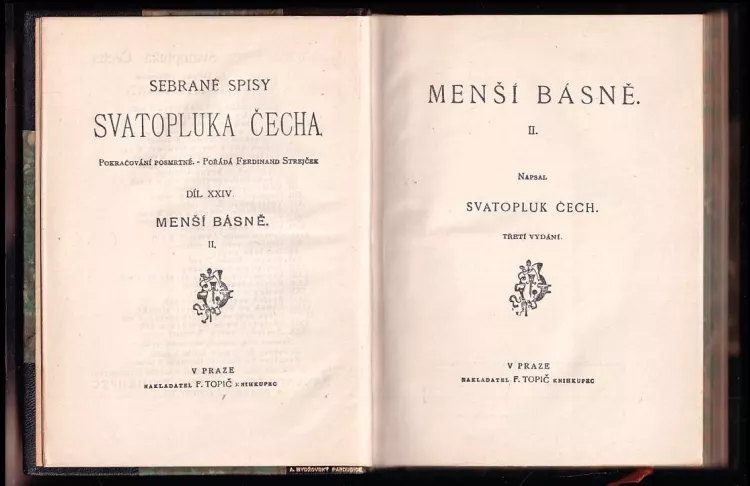 SEBRANÉ SPISY
SVATOPLUKA ČECHA.
POKRAČOVÁNÍ POSMRTNÉ. - POŘÁDÁ FERDINAND STREJČEK
DÍL XXIV.
MENŠÍ BÁSNĚ.
II.
V PRAZE
NAKLADATEL F. TOPIČ KNIHKUPEC
MENŠÍ BÁSNĚ.
II.
NAPSAL
SVATOPLUK ČECH.
TŘETÍ VYDÁNÍ.
V PRAZE
NAKLADATEL F. TOPIČ KNIHKUPEC